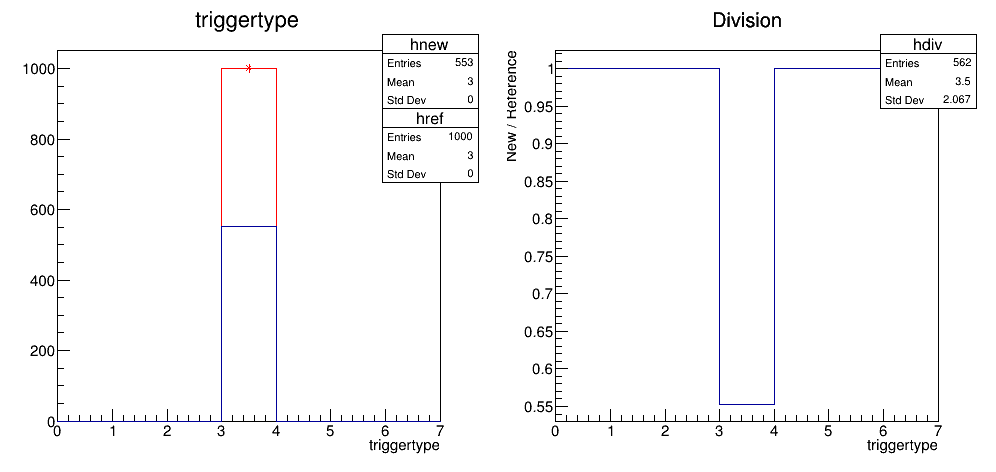 triggertype
hnew
Entries 553
Mean 3
Std Dev 0
href
Entries 1000
Mean 3
Std Dev 0
1000
800
600
400
200
0
0 1 2 3 4 5 6 7
triggertype
Division
hdiv
Entries 562
Mean 3.5
Std Dev 2.067
New / Reference
1
0.95
0.9
0.85
0.8
0.75
0.7
0.65
0.6
0.55
0 1 2 3 4 5 6 7
triggertype